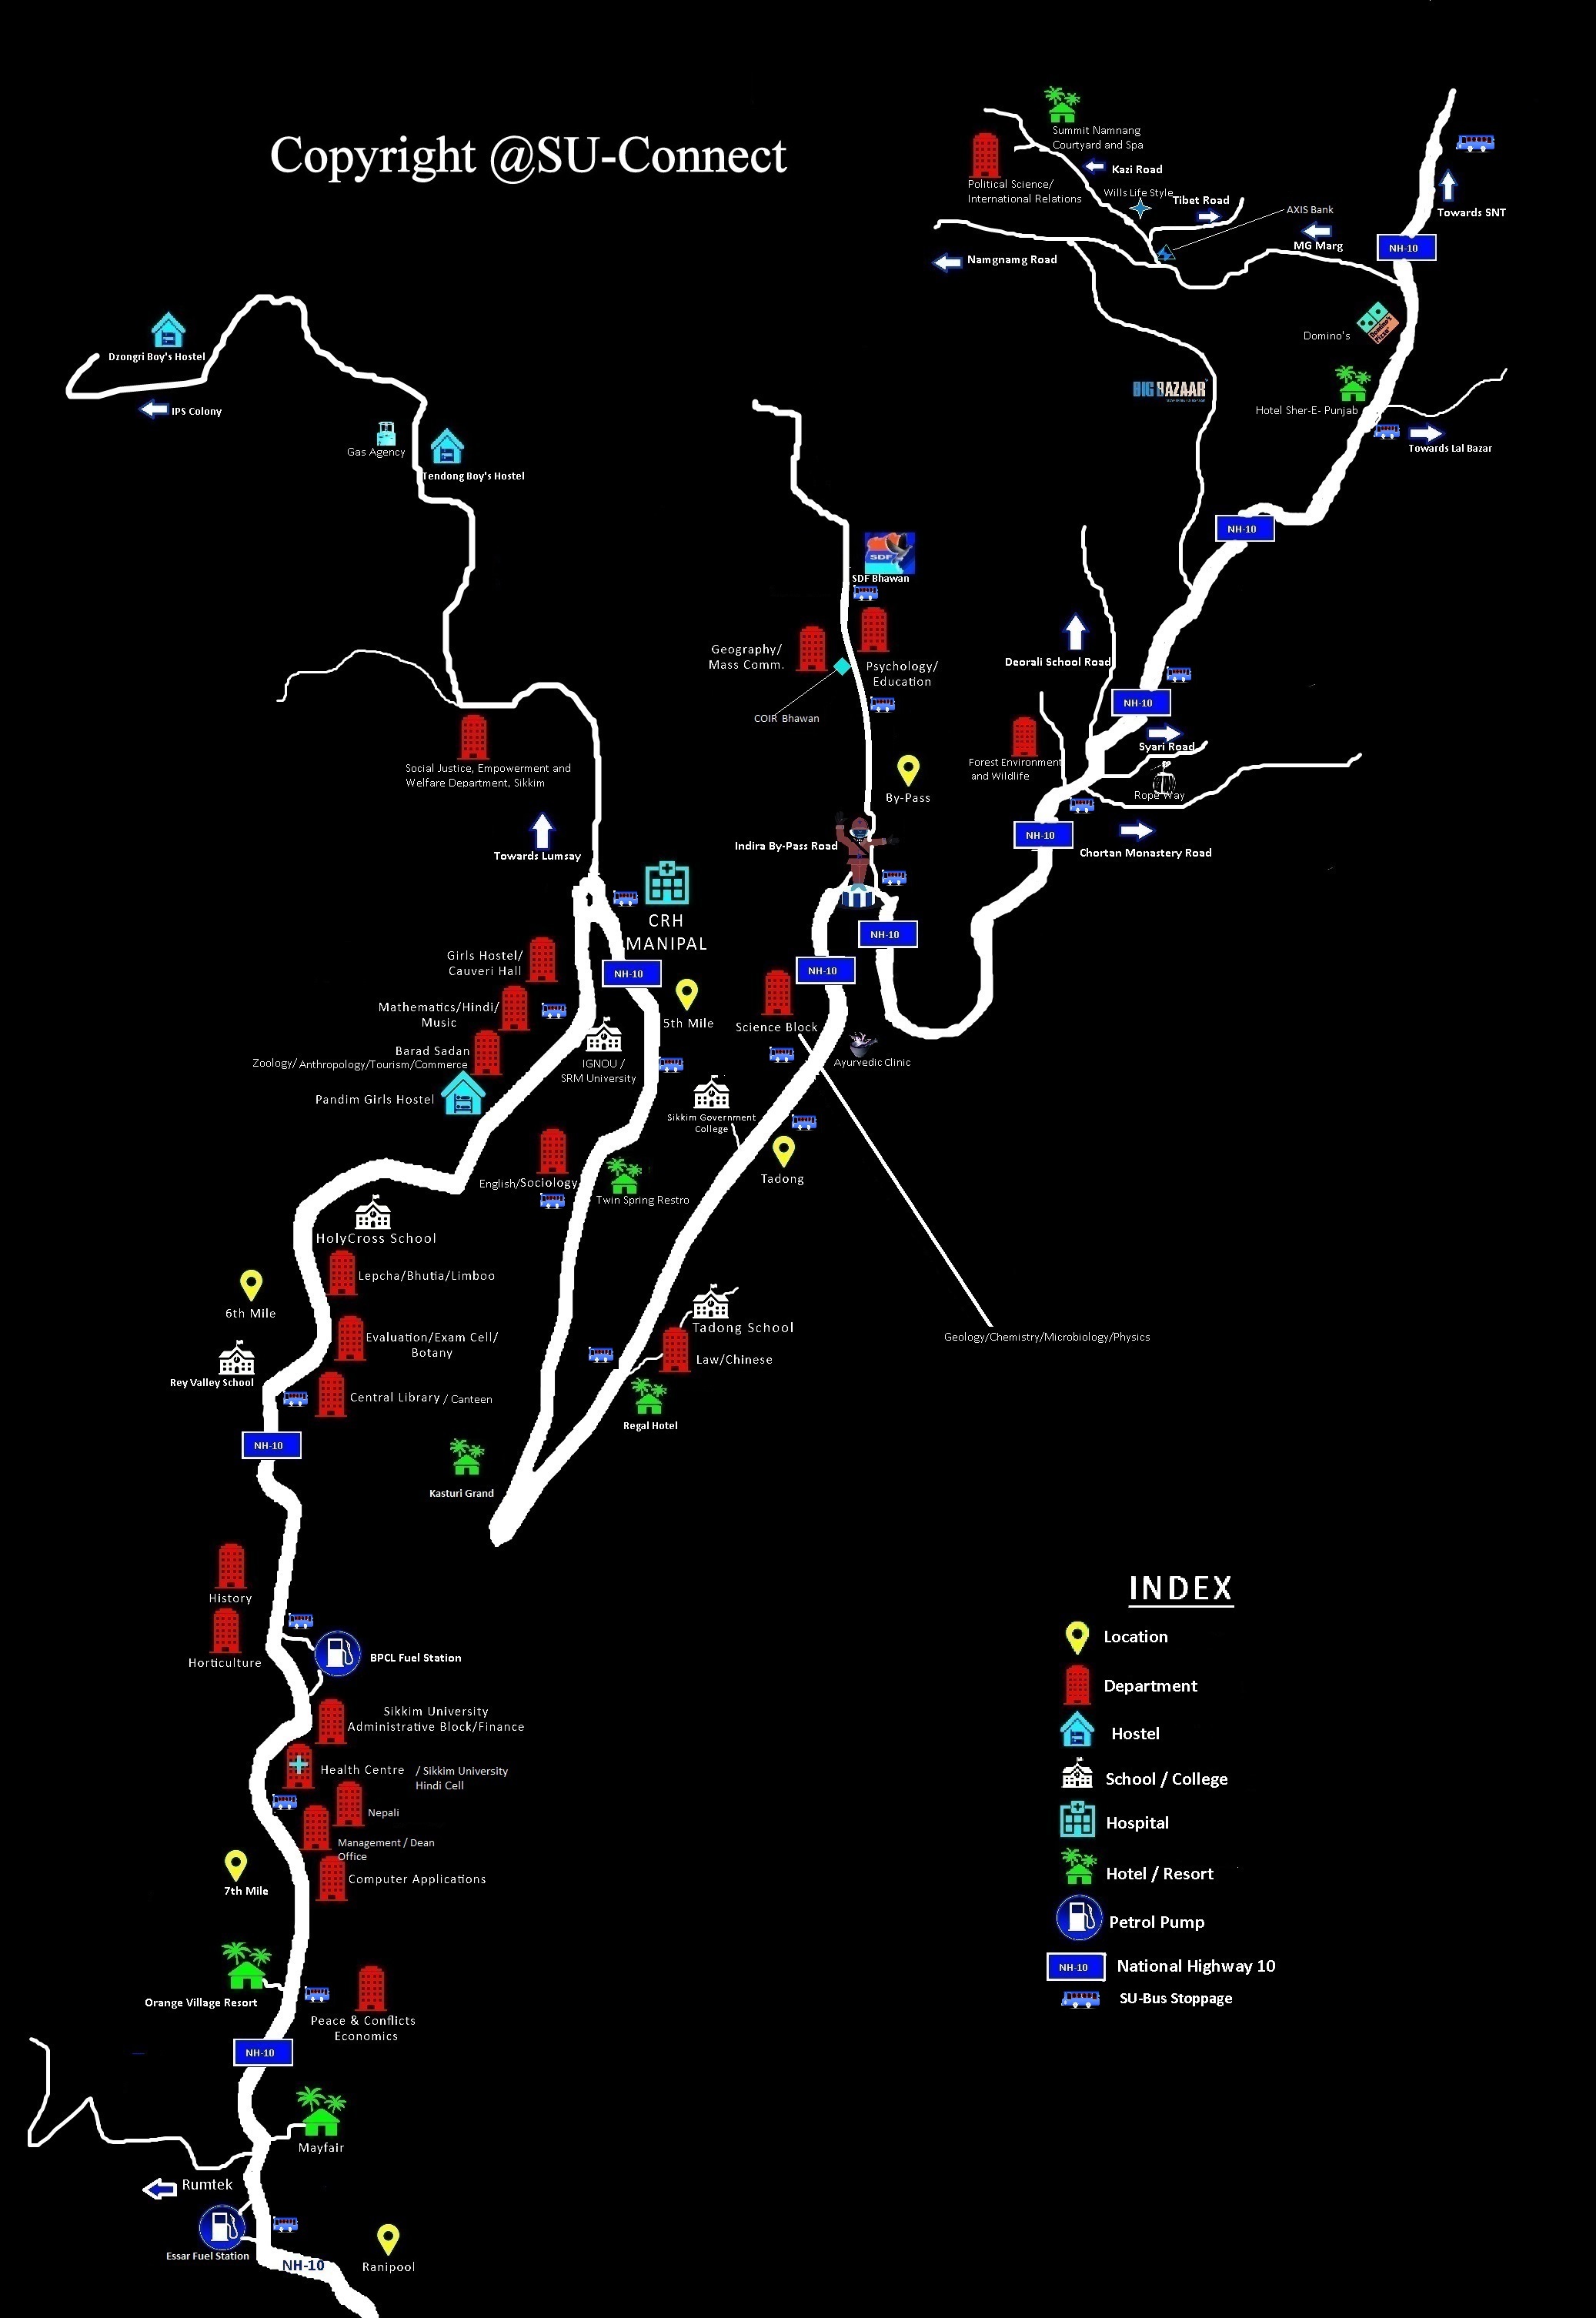 Copyright @SU-Connect
Summit Namnang
Courtyard and Spa
Political Science/
International Relations
Kazi Road
Wills Life Style
Tibet Road
AXIS Bank
MG Marg
Namgnamg Road
Towards SNT
NH-10
Domino's
Hotel Sher-E- Punjab
Towards Lal Bazar
BIG BAZAAR
NH-10
Dzongri Boy's Hostel
IPS Colony
Gas Agency
Tendong Boy's Hostel
SDF
SDF Bhawan
Geography/
Mass Comm.
Psychology/
Education
COIR Bhawan
Deorali School Road
NH-10
Syari Road
Forest Environment
and Wildlife
Rope Way
NH-10
Chortan Monastery Road
Social Justice, Empowerment and
Welfare Department, Sikkim
By-Pass
Indira By-Pass Road
Towards Lumsay
CRH
MANIPAL
NH-10
NH-10
NH-10
Girls Hostel/
Cauveri Hall
Mathematics/Hindi/
Music
5th Mile
Science Block
Barad Sadan
Zoology/Anthropology/Tourism/Commerce
IGNOU /
SRM University
Ayurvedic Clinic
Pandim Girls Hostel
Sikkim Government
College
Tadong
English/Sociology
Twin Spring Restro
HolyCross School
Lepcha/Bhutia/Limboo
6th Mile
Tadong School
Geology/Chemistry/Microbiology/Physics
Evaluation/Exam Cell/
Botany
Law/Chinese
Rey Valley School
Central Library / Canteen
Regal Hotel
NH-10
Kasturi Grand
History
Horticulture
BPCL Fuel Station
Sikkim University
Administrative Block/Finance
Health Centre / Sikkim University
Hindi Cell
Nepali
Management / Dean
Office
Computer Applications
7th Mile
Orange Village Resort
Peace & Conflicts
Economics
NH-10
Mayfair
Rumtek
Essar Fuel Station
NH-10
Ranipool
INDEX
Location
Department
Hostel
School / College
Hospital
Hotel / Resort
Petrol Pump
NH-10
National Highway 10
SU-Bus Stoppage